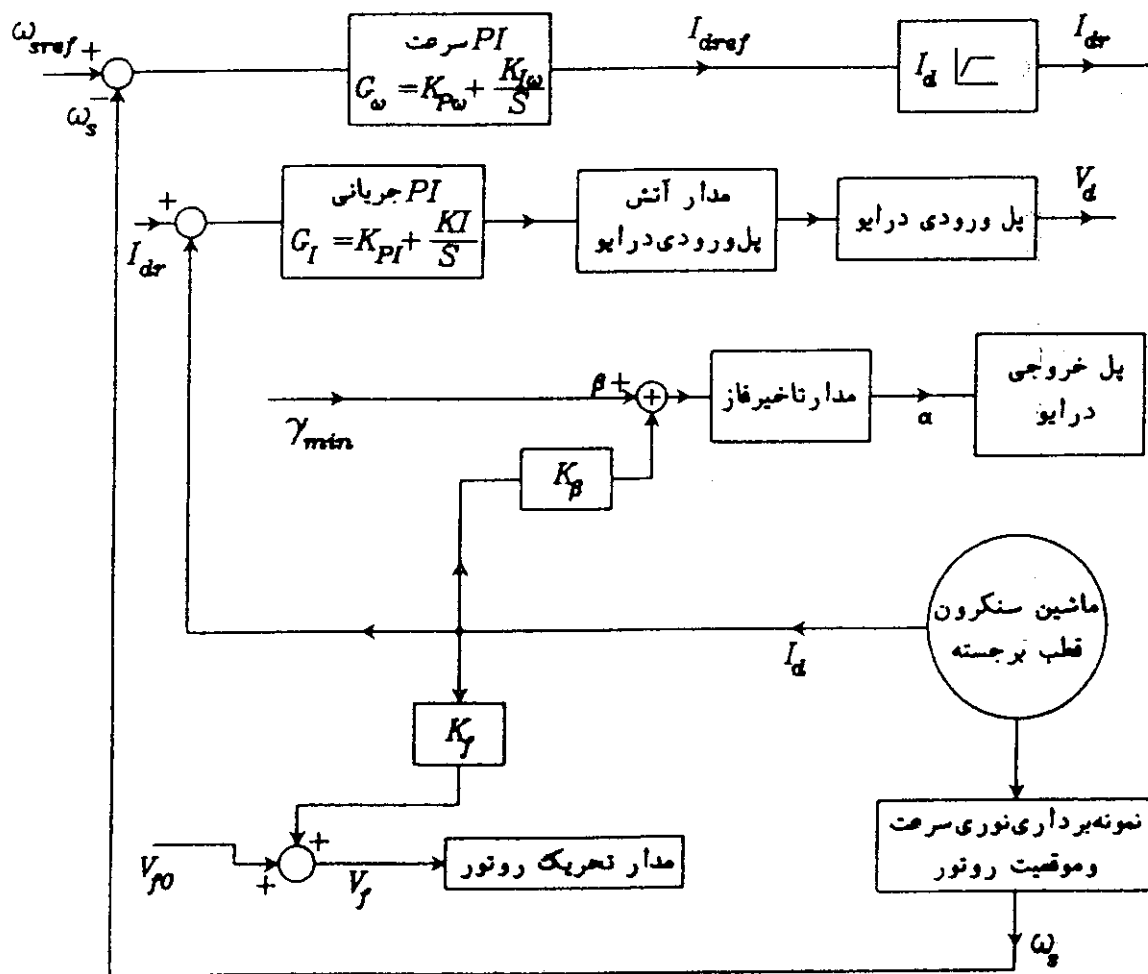 ω_sref +
−
ω_s
PI سرعت
G_ω = K_Pω + K_Iω/S
I_dref
I_d
I_dr
+
I_dr
PI جریانی
G_I = K_PI + KI/S
مدار آتش
پل ورودی درایو
پل ورودی درایو
V_d
γ_min
β +
+
مدار تاخیر فاز
α
پل خروجی
درایو
K_β
ماشین سنکرون
قطب برجسته
I_d
K_f
V_f0
+
+
V_f
مدار تحریک روتور
نمونه برداری نوری سرعت
وموقعیت روتور
ω_s